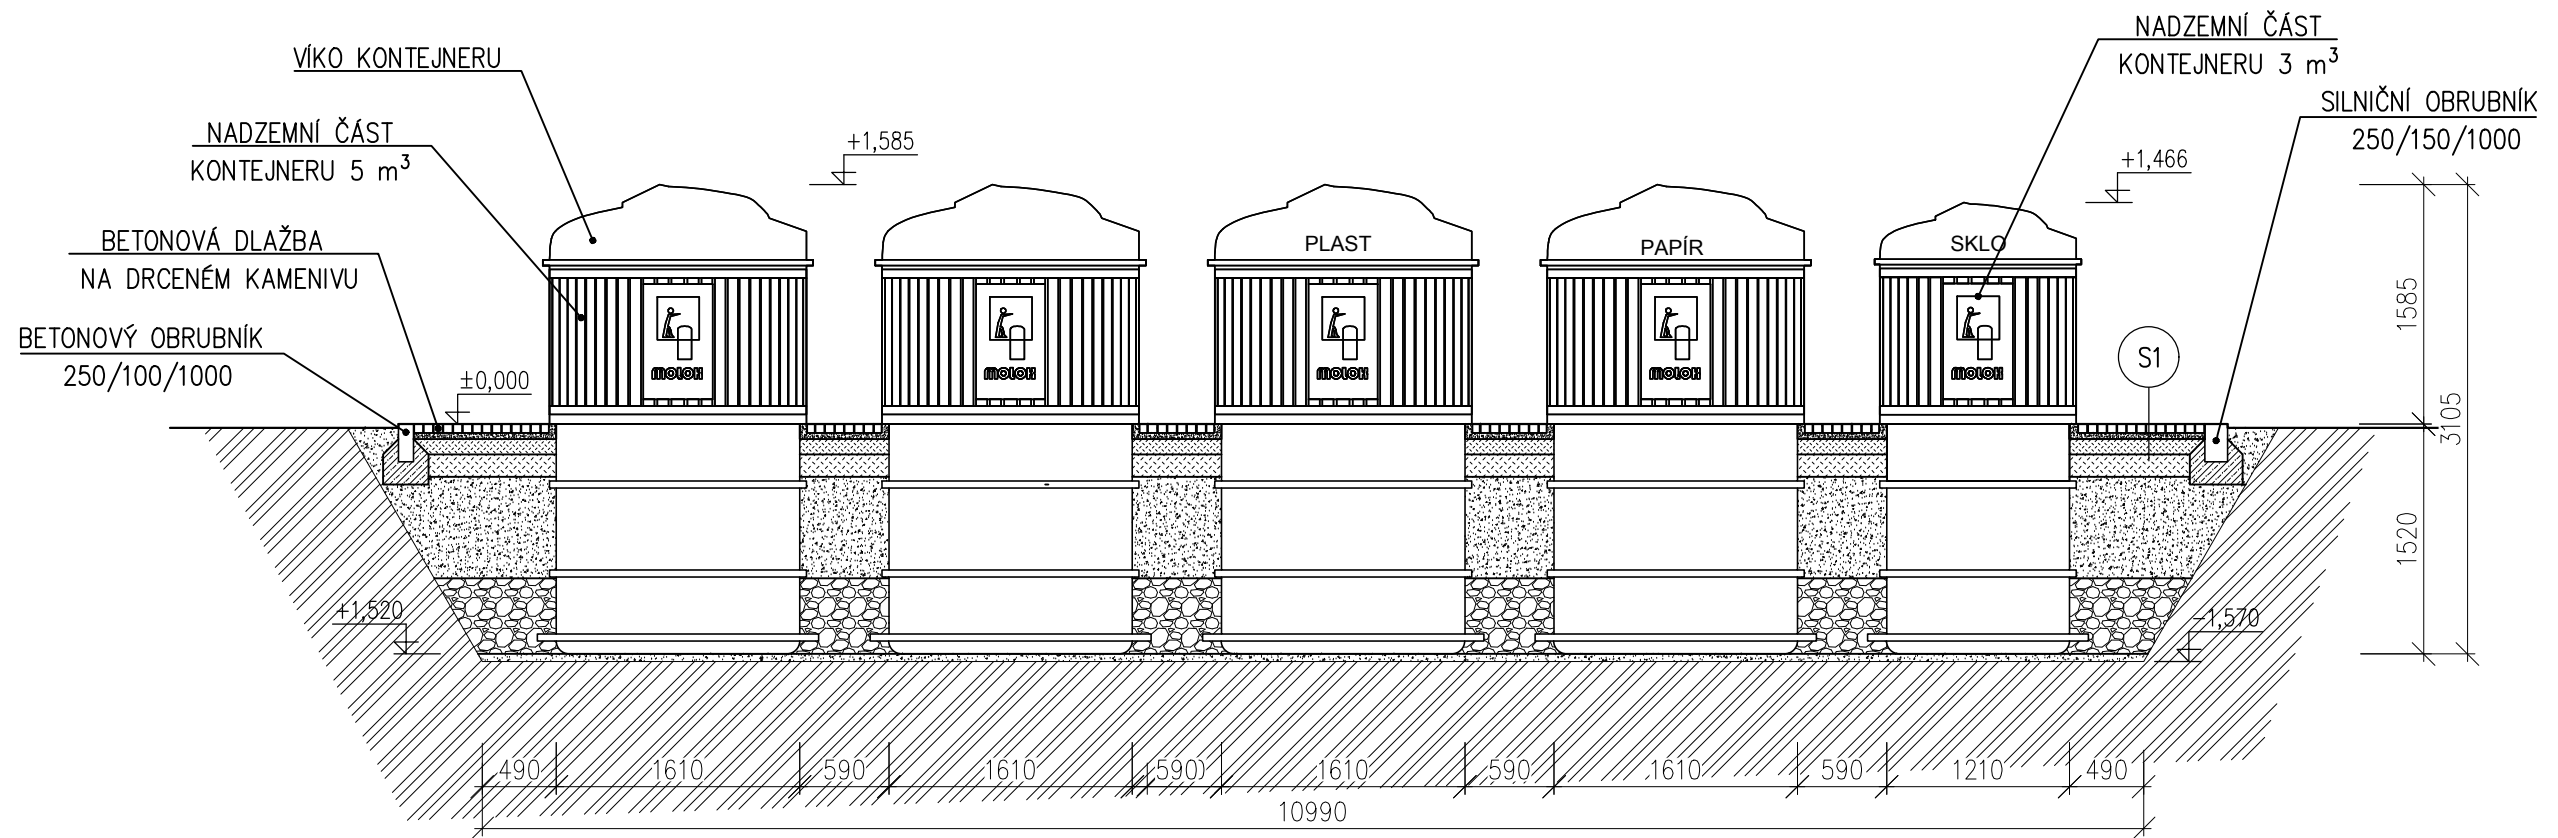 VÍKO KONTEJNERU
NADZEMNÍ ČÁST
KONTEJNERU 3 m³
SILNIČNÍ OBRUBNÍK
250/150/1000
NADZEMNÍ ČÁST
KONTEJNERU 5 m³
+1,585
+1,466
BETONOVÁ DLAŽBA
NA DRCENÉM KAMENIVU
PLAST
PAPÍR
SKLO
BETONOVÝ OBRUBNÍK
250/100/1000
±0,000
MOLOK
MOLOK
MOLOK
MOLOK
MOLOK
S1
1585
3105
1520
+1,520
-1,570
490 1610 590 1610 590 1610 590 1610 590 1210 490
10990